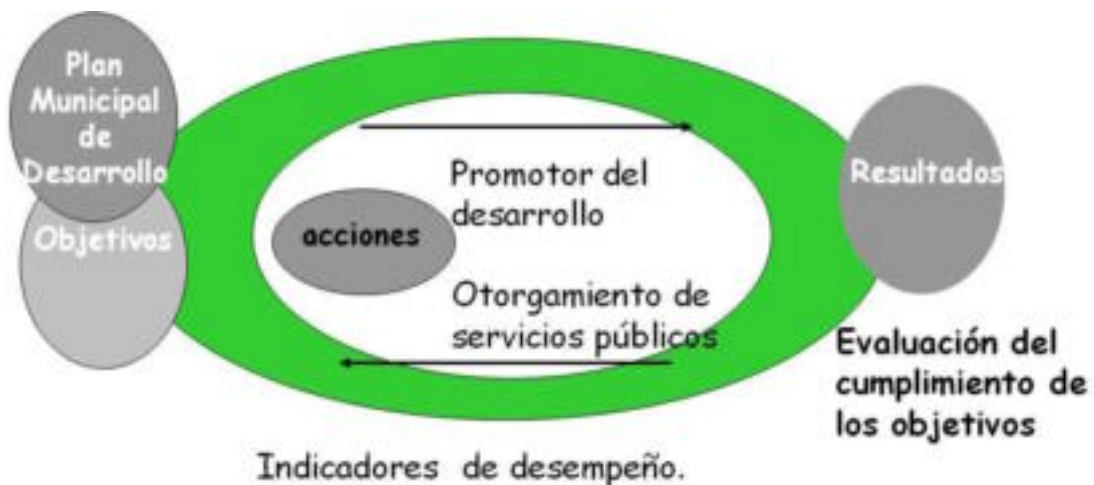 Plan
Municipal
de
Desarrollo
Objetivos
acciones
Promotor del
desarrollo
Otorgamiento de
servicios públicos
Resultados
Evaluación del
cumplimiento de
los objetivos
Indicadores de desempeño.